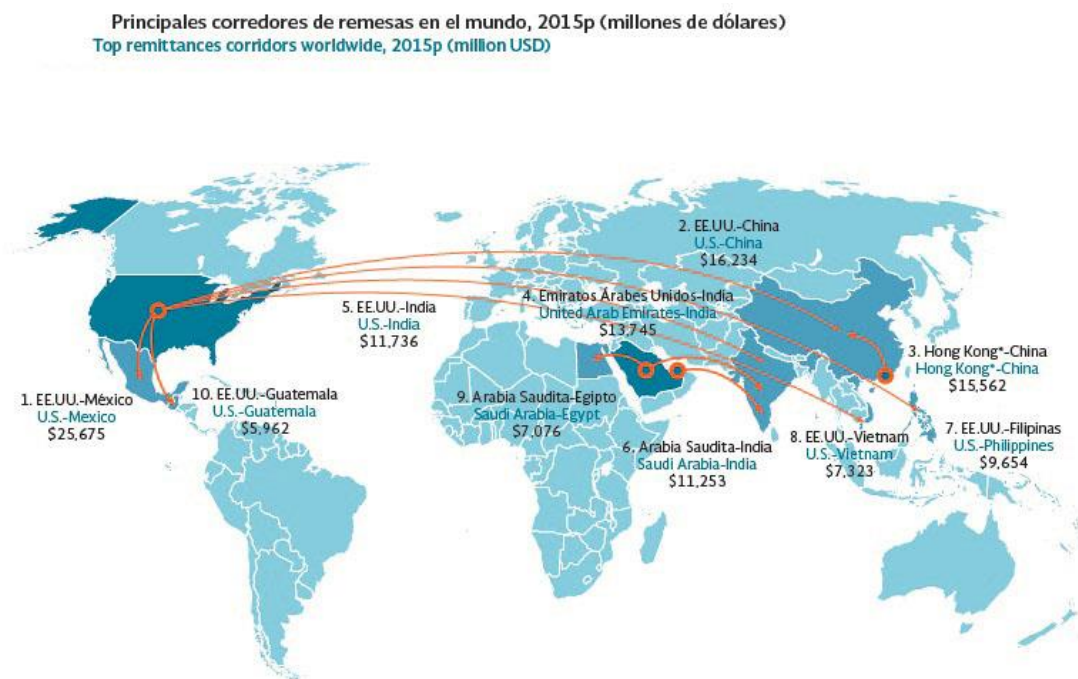 Principales corredores de remesas en el mundo, 2015p (millones de dólares)
Top remittances corridors worldwide, 2015p (million USD)
2. EE.UU.-China
U.S.-China
$16,234
5. EE.UU.-India
U.S.-India
$11,736
4. Emiratos Árabes Unidos-India
United Arab Emirates-India
$13,745
3. Hong Kong*-China
Hong Kong*-China
$15,562
1. EE.UU.-México
U.S.-Mexico
$25,675
10. EE.UU.-Guatemala
U.S.-Guatemala
$5,962
9. Arabia Saudita-Egipto
Saudi Arabia-Egypt
$7,076
6. Arabia Saudita-India
Saudi Arabia-India
$11,253
8. EE.UU.-Vietnam
U.S.-Vietnam
$7,323
7. EE.UU.-Filipinas
U.S.-Philippines
$9,654